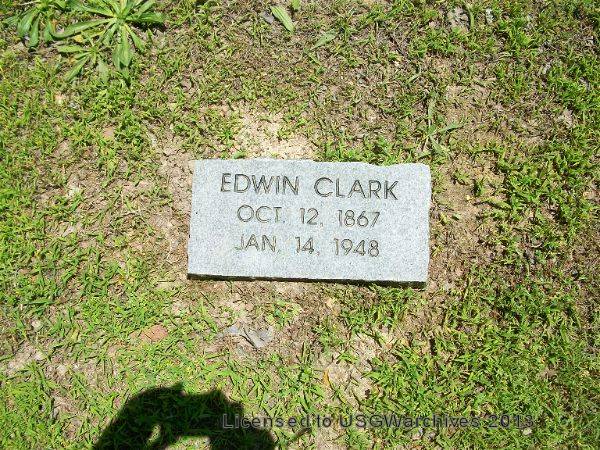 EDWIN CLARK
OCT. 12, 1867
JAN. 14, 1948
Licensed to USGWarchives 2013